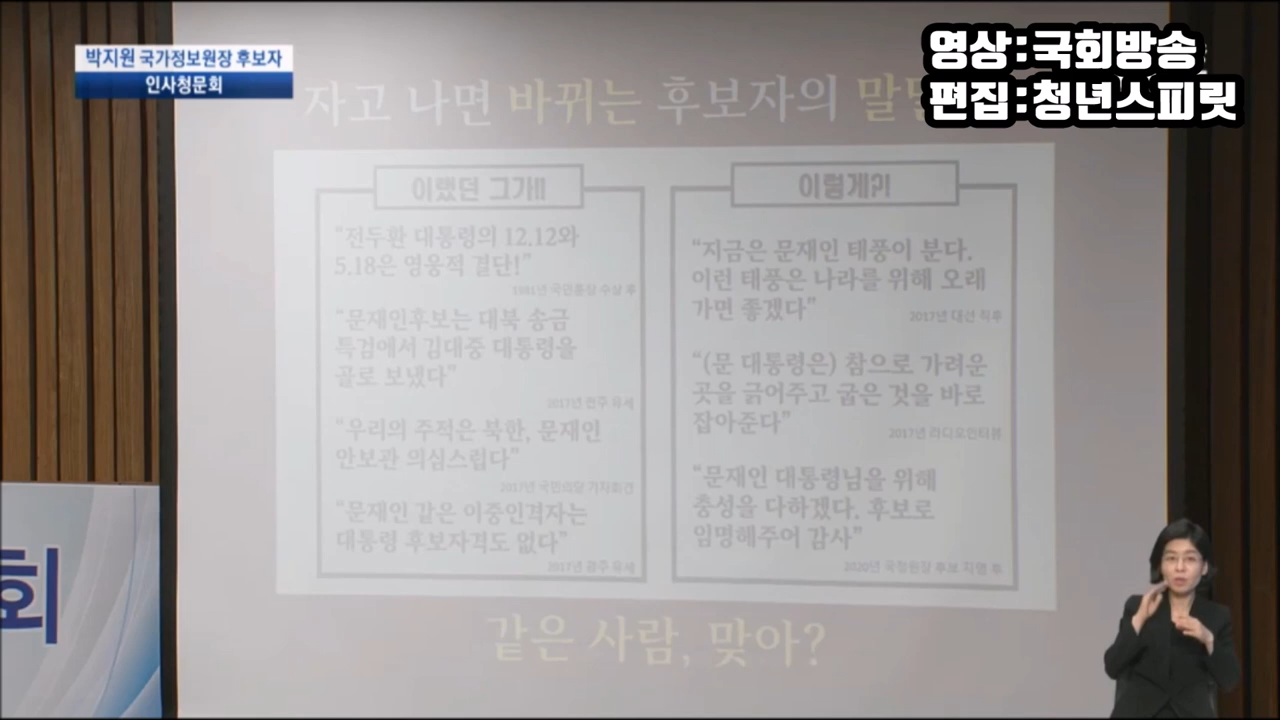 박지원 국가정보원장 후보자
인사청문회
영상:국회방송
편집:청년스피릿
자고 나면 바뀌는 후보자의
이랬던 그가!!
"전두환 대통령의 12.12와
5.18은 영웅적 결단!"
1981년 국민훈장 수상 후
"문재인후보는 대북 송금
특검에서 김대중 대통령을
골로 보냈다"
2017년 전주 유세
"우리의 주적은 북한, 문재인
안보관 의심스럽다"
2017년 국민의당 기자회견
"문재인 같은 이중인격자는
대통령 후보자격도 없다"
2017년 광주 유세
이렇게?!
"지금은 문재인 태풍이 분다.
이런 태풍은 나라를 위해 오래
가면 좋겠다"
2017년 대선 직후
"(문 대통령은) 참으로 가려운
곳을 긁어주고 굽은 것을 바로
잡아준다"
2017년 라디오인터뷰
"문재인 대통령님을 위해
충성을 다하겠다, 후보로
임명해주어 감사"
2020년 국정원장 후보 지명 후
같은 사람, 맞아?
회